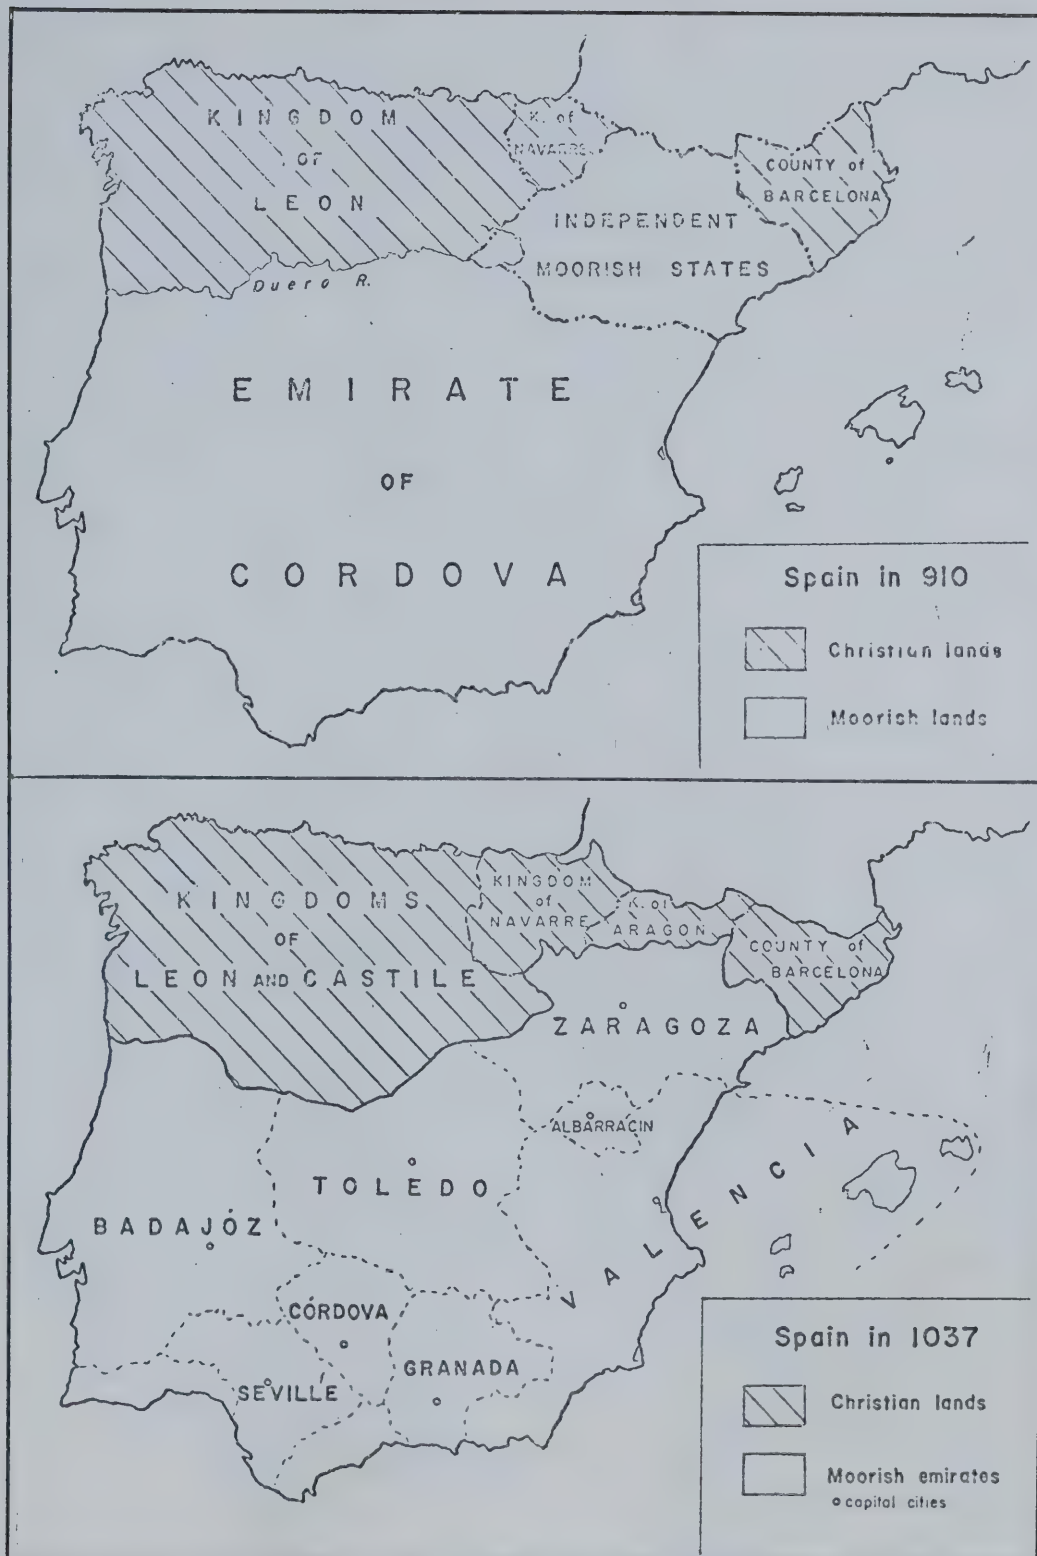 KINGDOM
OF
LEON
K. of
NAVARRE
COUNTY of
BARCELONA
INDEPENDENT
MOORISH STATES
Duero R.
EMIRATE
OF
CORDOVA
Spain in 910
Christian lands
Moorish lands
KINGDOMS
OF
LEON AND CASTILE
KINGDOM
of
NAVARRE
K. of
ARAGON
COUNTY of
BARCELONA
ZARAGOZA
ALBARRACIN
TOLEDO
BADAJÓZ
VALENCIA
CÓRDOVA
GRANADA
SEVILLE
Spain in 1037
Christian lands
Moorish emirates
capital cities